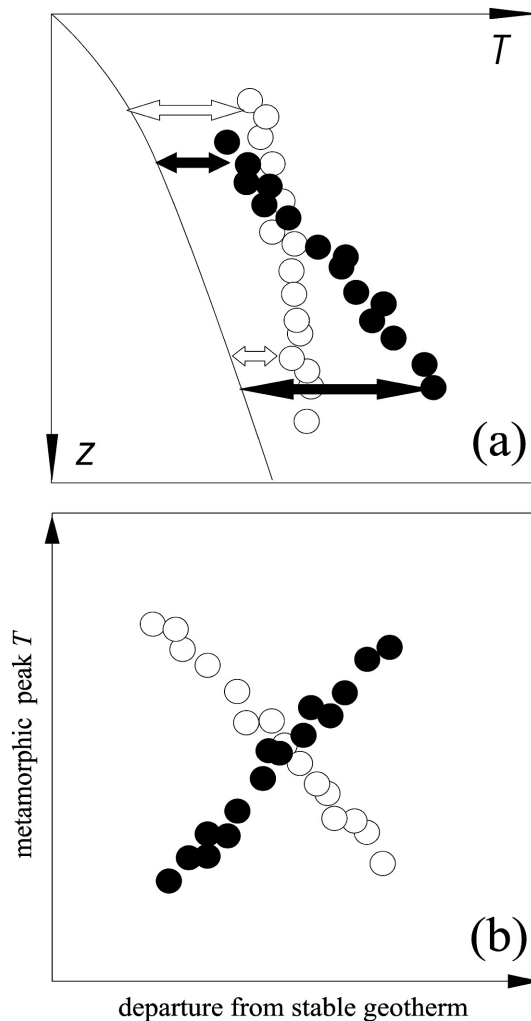 T
z
(a)
metamorphic peak T
(b)
departure from stable geotherm